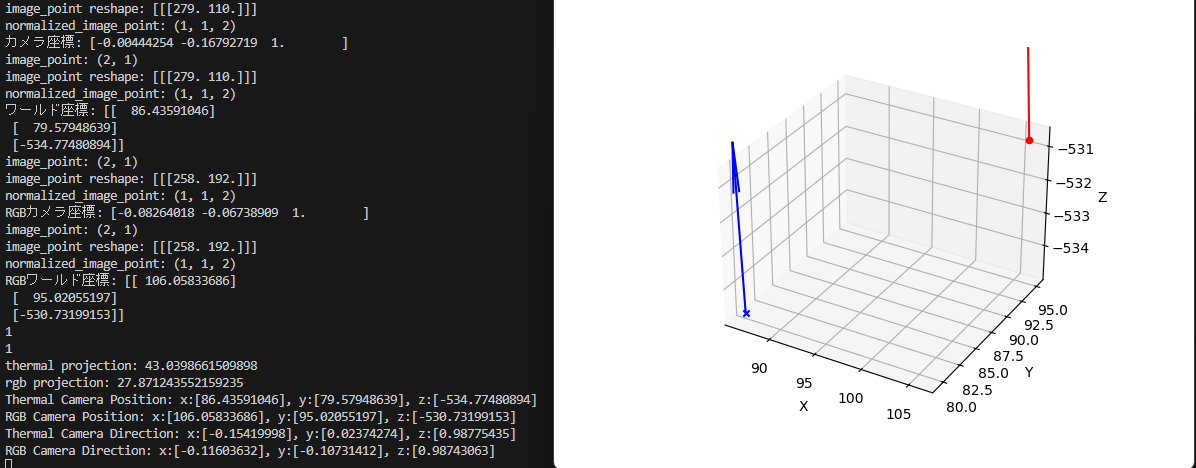 image_point reshape: [[[279. 110.]]]
normalized_image_point: (1, 1, 2)
カメラ座標: [-0.00444254 -0.16792719  1.        ]
image_point: (2, 1)
image_point reshape: [[[279. 110.]]]
normalized_image_point: (1, 1, 2)
ワールド座標: [[  86.43591046]
 [  79.57948639]
 [-534.77480894]]
image_point: (2, 1)
image_point reshape: [[[258. 192.]]]
normalized_image_point: (1, 1, 2)
RGBカメラ座標: [-0.08264018 -0.06738909  1.        ]
image_point: (2, 1)
image_point reshape: [[[258. 192.]]]
normalized_image_point: (1, 1, 2)
RGBワールド座標: [[ 106.05833686]
 [  95.02055197]
 [-530.73199153]]
1
1
thermal projection: 43.0398661509898
rgb projection: 27.871243552159235
Thermal Camera Position: x:[86.43591046], y:[79.57948639], z:[-534.77480894]
RGB Camera Position: x:[106.05833686], y:[95.02055197], z:[-530.73199153]
Thermal Camera Direction: x:[-0.15419998], y:[0.02374274], z:[0.98775435]
RGB Camera Direction: x:[-0.11603632], y:[-0.10731412], z:[0.98743063]
−531
−532
Z
−533
−534
95.0
92.5
90.0
87.5
Y
85.0
82.5
80.0
90
95
X
100
105